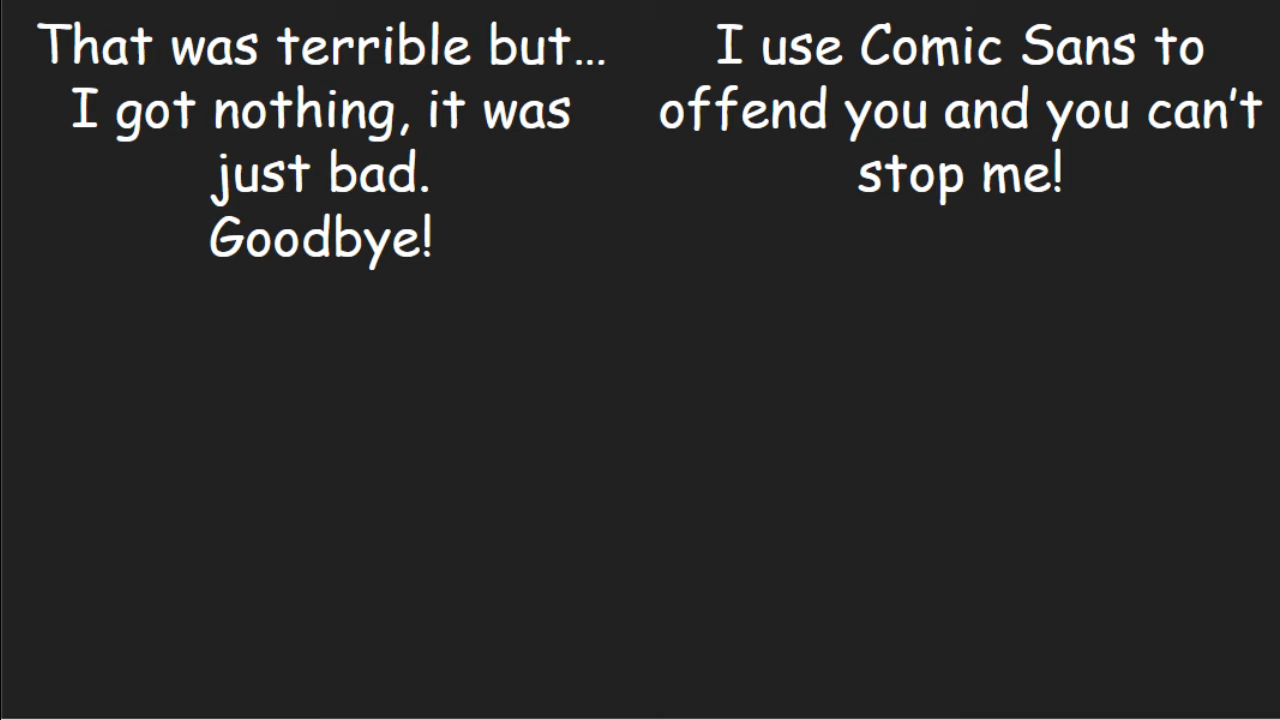 That was terrible but…
I got nothing, it was
just bad.
Goodbye!
I use Comic Sans to
offend you and you can’t
stop me!